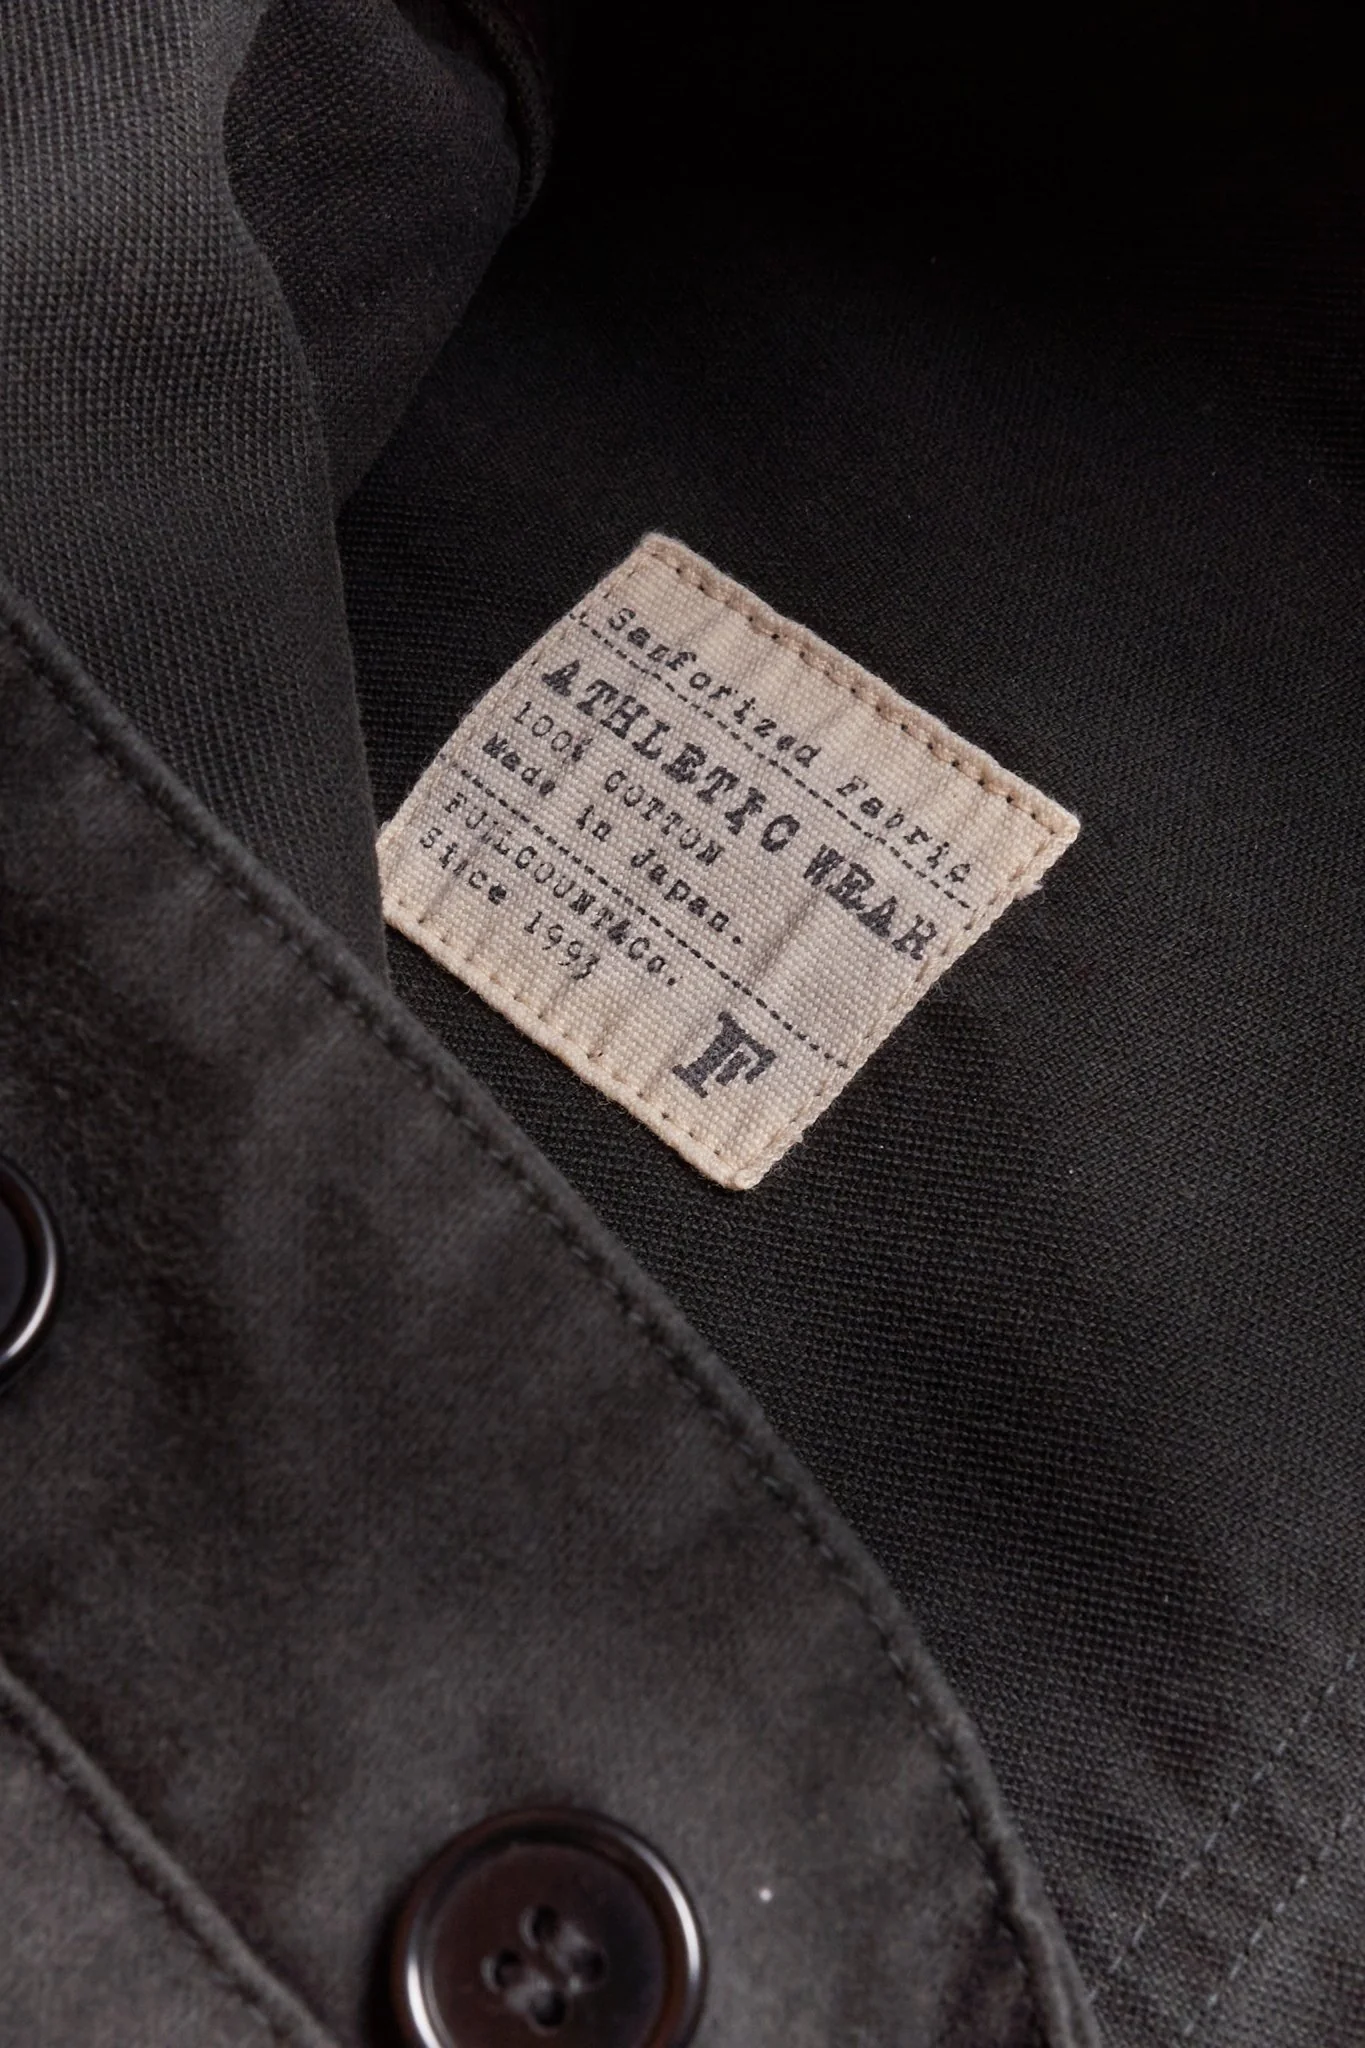 Sanforized Fabric
ATHLETIC WEAR
100% COTTON
Made in Japan.
FULLCOUNT&Co.
Since 1993
F